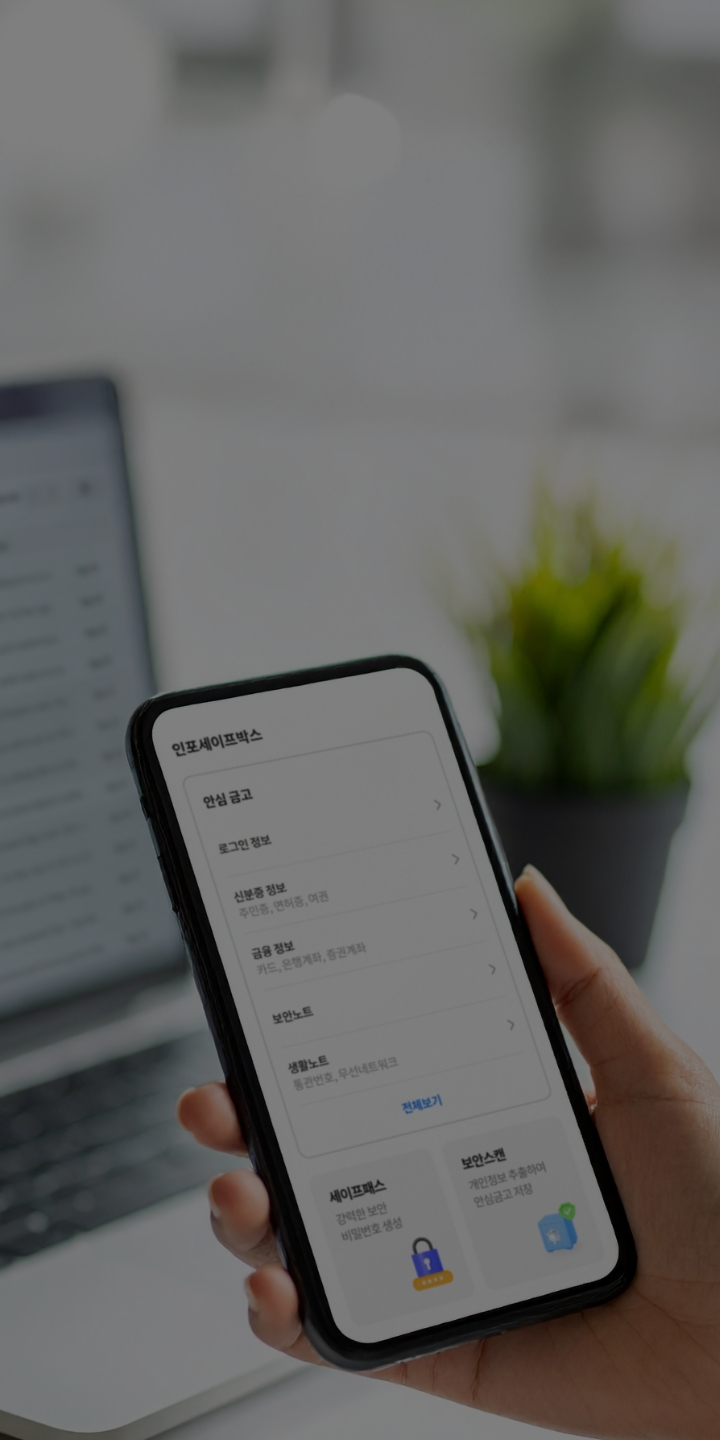 인포세이프박스
안심 금고
로그인 정보
신분증 정보
주민증, 면허증, 여권
금융 정보
카드, 은행계좌, 증권계좌
보안노트
생활노트
통관번호, 무선네트워크
전체보기
세이프패스
강력한 보안
비밀번호 생성
보안스캔
개인정보 추출하여
안심금고 저장